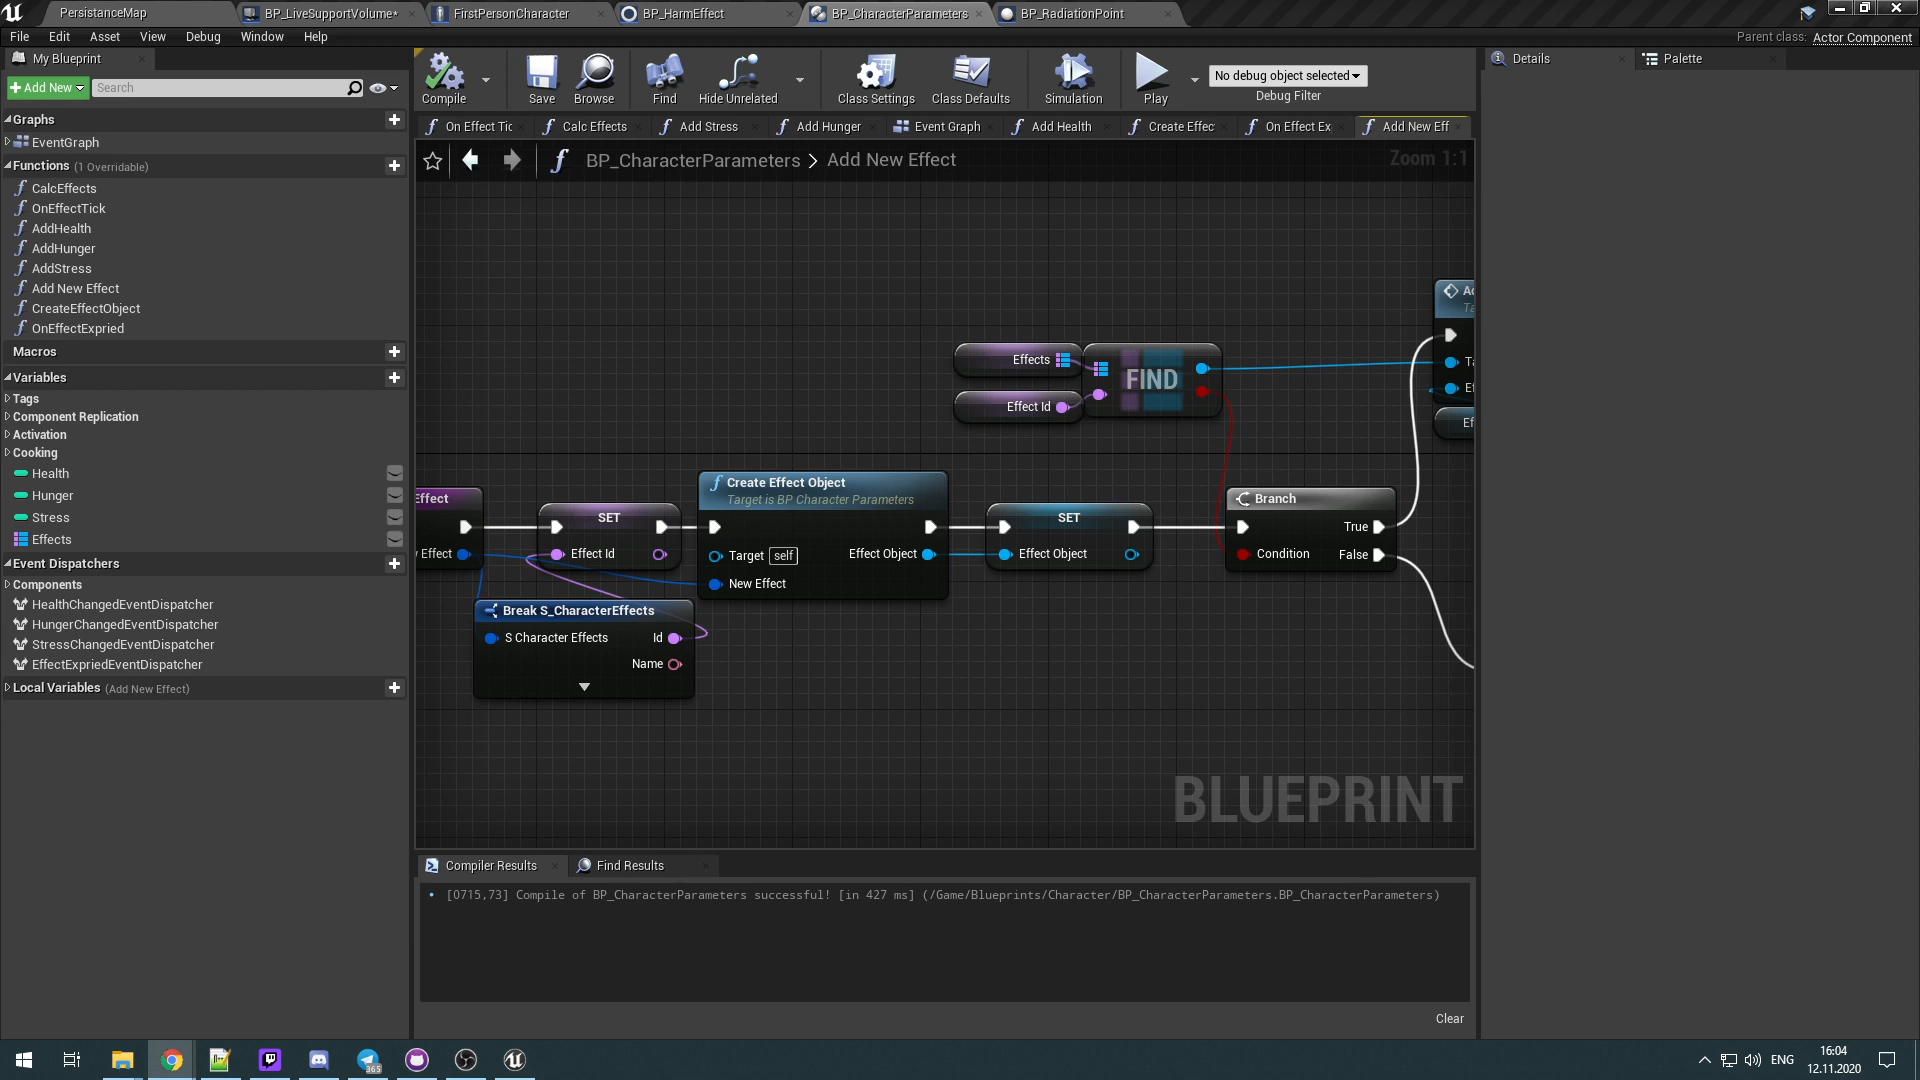 PersistanceMap
BP_LiveSupportVolume*
FirstPersonCharacter
BP_HarmEffect
BP_CharacterParameters
BP_RadiationPoint
File Edit Asset View Debug Window Help
Parent class: Actor Component
My Blueprint
Add New
Search
Graphs
EventGraph
Functions (1 Overridable)
CalcEffects
OnEffectTick
AddHealth
AddHunger
AddStress
Add New Effect
CreateEffectObject
OnEffectExpried
Macros
Variables
Tags
Component Replication
Activation
Cooking
Health
Hunger
Stress
Effects
Event Dispatchers
Components
HealthChangedEventDispatcher
HungerChangedEventDispatcher
StressChangedEventDispatcher
EffectExpriedEventDispatcher
Local Variables (Add New Effect)
Compile
Save
Browse
Find
Hide Unrelated
Class Settings
Class Defaults
Simulation
Play
No debug object selected
Debug Filter
On Effect Tic
Calc Effects
Add Stress
Add Hunger
Event Graph
Add Health
Create Effec
On Effect Ex
Add New Eff
BP_CharacterParameters > Add New Effect
Zoom 1:1
Effects
Effect Id
FIND
Effect
Effect
SET
Effect Id
Create Effect Object
Target is BP Character Parameters
Target self
Effect Object
New Effect
SET
Effect Object
Branch
True
Condition
False
Break S_CharacterEffects
S Character Effects
Id
Name
BLUEPRINT
Compiler Results
Find Results
[0715,73] Compile of BP_CharacterParameters successful! [in 427 ms] (/Game/Blueprints/Character/BP_CharacterParameters.BP_CharacterParameters)
Clear
Details
Palette
365
ENG
16:04
12.11.2020